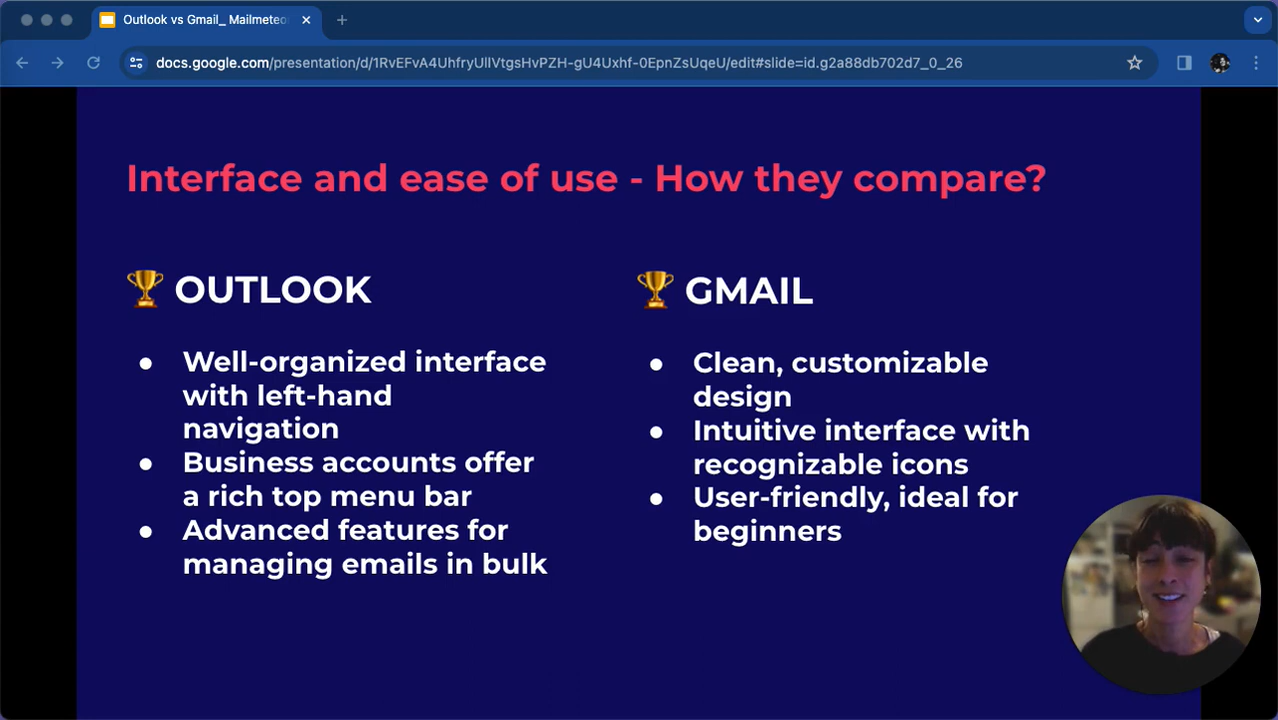 Outlook vs Gmail_ Mailmeteo
docs.google.com/presentation/d/1RvEFvA4UhfryUllVtgsHvPZH-gU4Uxhf-0EpnZsUqeU/edit#slide=id.g2a88db702d7_0_26
Interface and ease of use - How they compare?
OUTLOOK
● Well-organized interface
with left-hand
navigation
● Business accounts offer
a rich top menu bar
● Advanced features for
managing emails in bulk
GMAIL
● Clean, customizable
design
● Intuitive interface with
recognizable icons
● User-friendly, ideal for
beginners